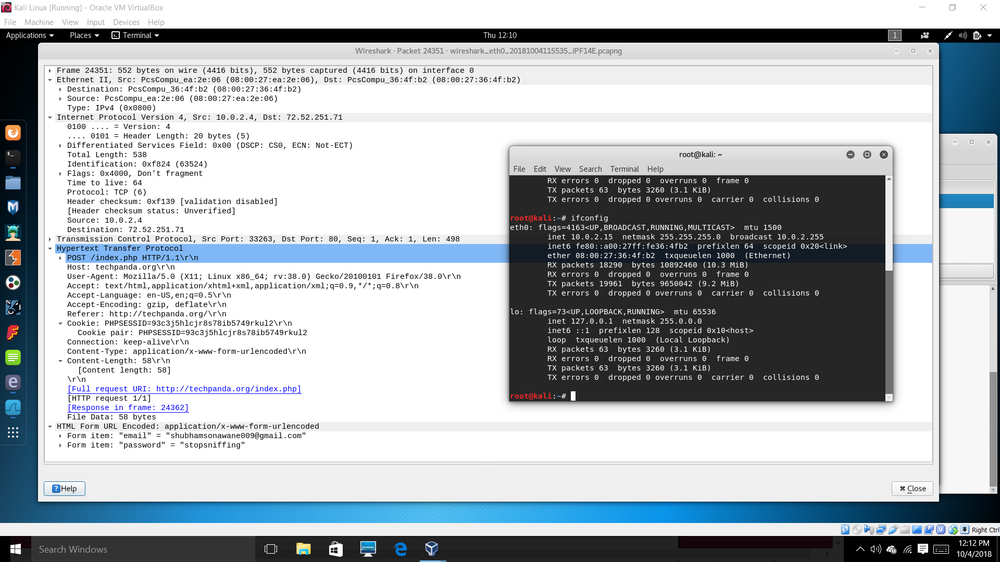 Kali Linux [Running] - Oracle VM VirtualBox
File Machine View Input Devices Help
Applications Places Terminal Thu 12:10 1
Wireshark · Packet 24351 · wireshark_eth0_20181004115535_iPF14E.pcapng
Frame 24351: 552 bytes on wire (4416 bits), 552 bytes captured (4416 bits) on interface 0
Ethernet II, Src: PcsCompu_ea:2e:06 (08:00:27:ea:2e:06), Dst: PcsCompu_36:4f:b2 (08:00:27:36:4f:b2)
Destination: PcsCompu_36:4f:b2 (08:00:27:36:4f:b2)
Source: PcsCompu_ea:2e:06 (08:00:27:ea:2e:06)
Type: IPv4 (0x0800)
Internet Protocol Version 4, Src: 10.0.2.4, Dst: 72.52.251.71
0100 .... = Version: 4
.... 0101 = Header Length: 20 bytes (5)
Differentiated Services Field: 0x00 (DSCP: CS0, ECN: Not-ECT)
Total Length: 538
Identification: 0xf824 (63524)
Flags: 0x4000, Don't fragment
Time to live: 64
Protocol: TCP (6)
Header checksum: 0xf139 [validation disabled]
[Header checksum status: Unverified]
Source: 10.0.2.4
Destination: 72.52.251.71
Transmission Control Protocol, Src Port: 33263, Dst Port: 80, Seq: 1, Ack: 1, Len: 498
Hypertext Transfer Protocol
POST /index.php HTTP/1.1\r\n
Host: techpanda.org\r\n
User-Agent: Mozilla/5.0 (X11; Linux x86_64; rv:38.0) Gecko/20100101 Firefox/38.0\r\n
Accept: text/html,application/xhtml+xml,application/xml;q=0.9,*/*;q=0.8\r\n
Accept-Language: en-US,en;q=0.5\r\n
Accept-Encoding: gzip, deflate\r\n
Referer: http://techpanda.org/\r\n
Cookie: PHPSESSID=93c3j5hlcjr8s78ib5749rkul2\r\n
Cookie pair: PHPSESSID=93c3j5hlcjr8s78ib5749rkul2
Connection: keep-alive\r\n
Content-Type: application/x-www-form-urlencoded\r\n
Content-Length: 58\r\n
[Content length: 58]
\r\n
[Full request URI: http://techpanda.org/index.php]
[HTTP request 1/1]
[Response in frame: 24362]
File Data: 58 bytes
HTML Form URL Encoded: application/x-www-form-urlencoded
Form item: "email" = "shubhamsonawane009@gmail.com"
Form item: "password" = "stopsniffing"
Help
Close
root@kali: ~
File Edit View Search Terminal Help
RX errors 0 dropped 0 overruns 0 frame 0
TX packets 63 bytes 3260 (3.1 KiB)
TX errors 0 dropped 0 overruns 0 carrier 0 collisions 0
root@kali:~# ifconfig
eth0: flags=4163<UP,BROADCAST,RUNNING,MULTICAST> mtu 1500
inet 10.0.2.15 netmask 255.255.255.0 broadcast 10.0.2.255
inet6 fe80::a00:27ff:fe36:4fb2 prefixlen 64 scopeid 0x20<link>
ether 08:00:27:36:4f:b2 txqueuelen 1000 (Ethernet)
RX packets 18290 bytes 10892460 (10.3 MiB)
RX errors 0 dropped 0 overruns 0 frame 0
TX packets 19961 bytes 9650042 (9.2 MiB)
TX errors 0 dropped 0 overruns 0 carrier 0 collisions 0
lo: flags=73<UP,LOOPBACK,RUNNING> mtu 65536
inet 127.0.0.1 netmask 255.0.0.0
inet6 ::1 prefixlen 128 scopeid 0x10<host>
loop txqueuelen 1000 (Local Loopback)
RX packets 63 bytes 3260 (3.1 KiB)
RX errors 0 dropped 0 overruns 0 frame 0
TX packets 63 bytes 3260 (3.1 KiB)
TX errors 0 dropped 0 overruns 0 carrier 0 collisions 0
root@kali:~#
Right Ctrl
Search Windows
12:12 PM
10/4/2018